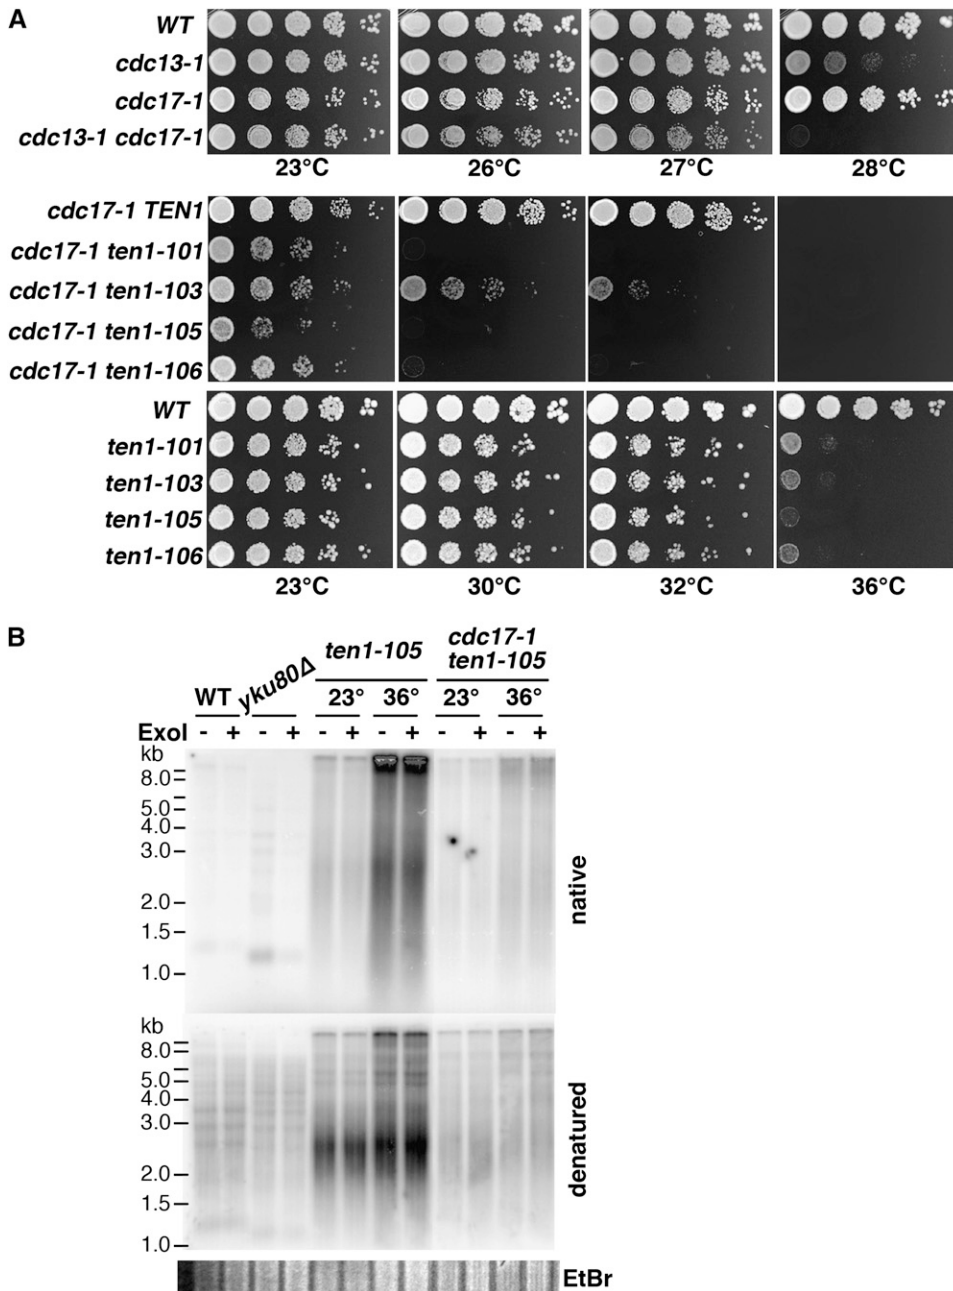 A
WT
cdc13-1
cdc17-1
cdc13-1 cdc17-1
23°C 26°C 27°C 28°C
cdc17-1 TEN1
cdc17-1 ten1-101
cdc17-1 ten1-103
cdc17-1 ten1-105
cdc17-1 ten1-106
WT
ten1-101
ten1-103
ten1-105
ten1-106
23°C 30°C 32°C 36°C
B
WT yku80Δ ten1-105 cdc17-1
ten1-105
23° 36° 23° 36°
ExoI - + - + - + - + - + - +
kb
8.0
5.0
4.0
3.0
2.0
1.5
1.0
native
kb
8.0
5.0
4.0
3.0
2.0
1.5
1.0
denatured
EtBr